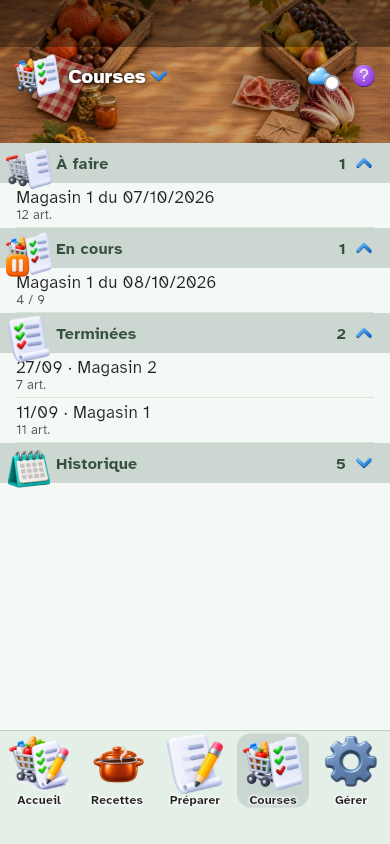 Courses
?
À faire 1
Magasin 1 du 07/10/2026
12 art.
En cours 1
Magasin 1 du 08/10/2026
4 / 9
Terminées 2
27/09 · Magasin 2
7 art.
11/09 · Magasin 1
11 art.
Historique 5
Accueil Recettes Préparer Courses Gérer